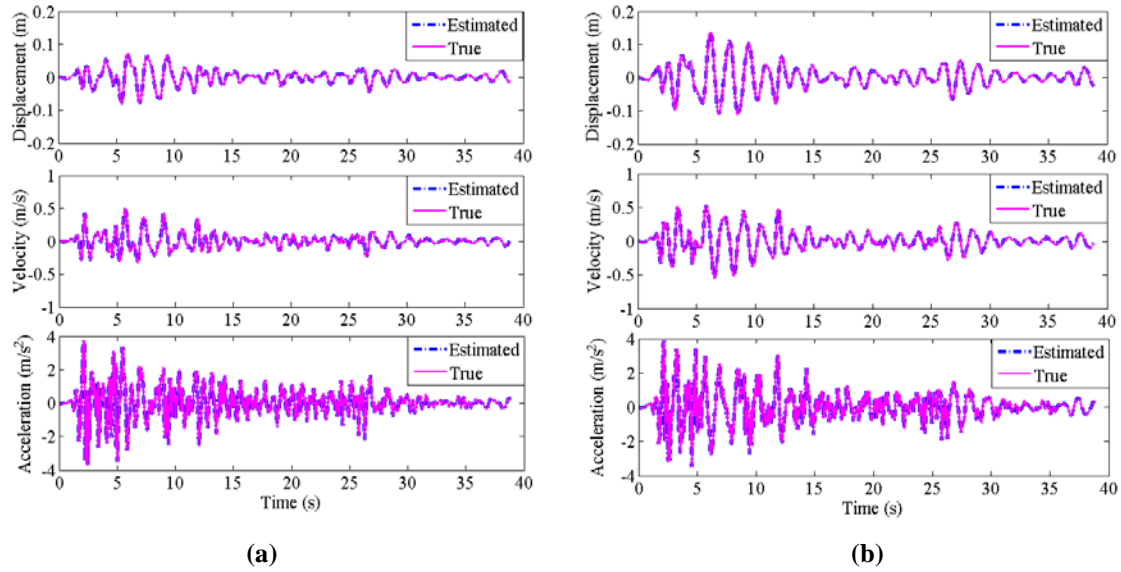 0.2
0.1
0
-0.1
-0.2
Displacement (m)
Estimated
True
0 5 10 15 20 25 30 35 40
1
0.5
0
-0.5
-1
Velocity (m/s)
Estimated
True
0 5 10 15 20 25 30 35 40
4
2
0
-2
-4
Acceleration (m/s²)
Estimated
True
0 5 10 15 20 25 30 35 40
Time (s)
(a)
0.2
0.1
0
-0.1
-0.2
Displacement (m)
Estimated
True
0 5 10 15 20 25 30 35 40
1
0.5
0
-0.5
-1
Velocity (m/s)
Estimated
True
0 5 10 15 20 25 30 35 40
4
2
0
-2
-4
Acceleration (m/s²)
Estimated
True
0 5 10 15 20 25 30 35 40
Time (s)
(b)